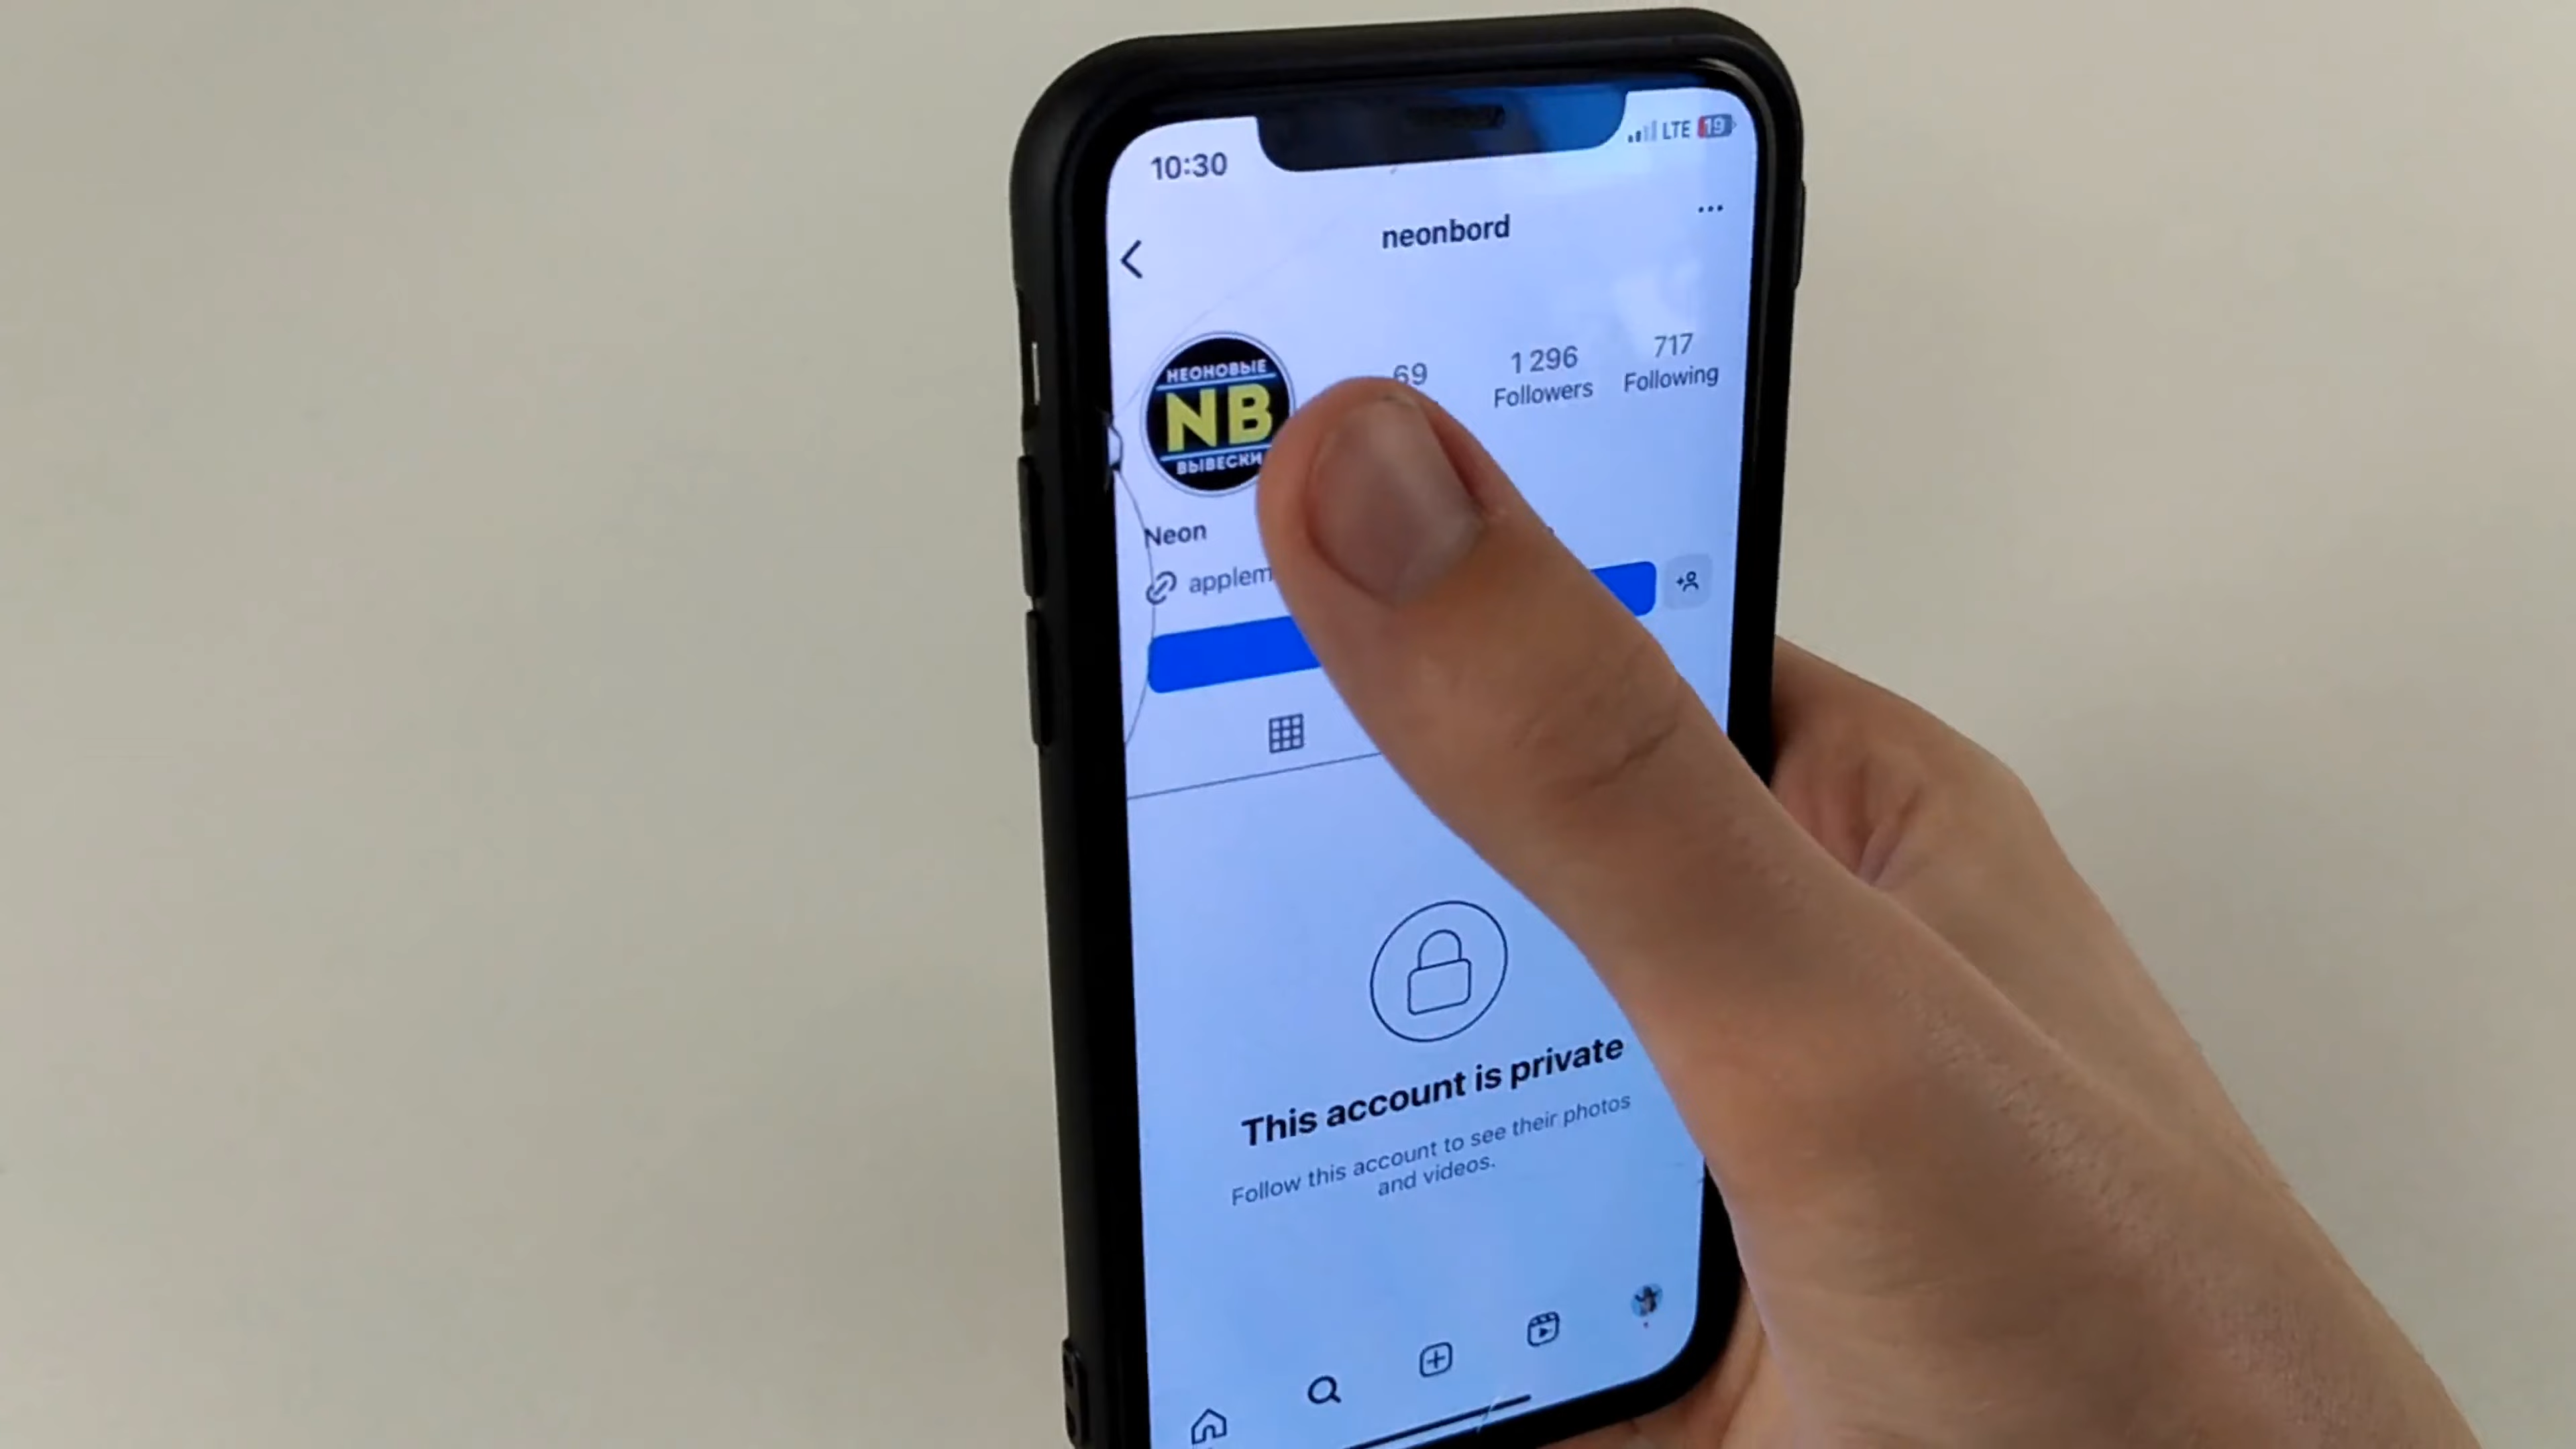 10:30
LTE 19
neonbord
НЕОНОВЫЕ
NB
ВЫВЕСКИ
69
1 296
Followers
717
Following
Neon
This account is private
Follow this account to see their photos
and videos.